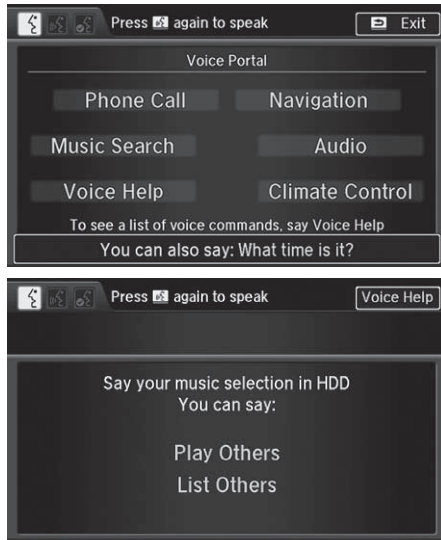 Press again to speak
Exit
Voice Portal
Phone Call Navigation
Music Search Audio
Voice Help Climate Control
To see a list of voice commands, say Voice Help
You can also say: What time is it?
Press again to speak
Voice Help
Say your music selection in HDD
You can say:
Play Others
List Others